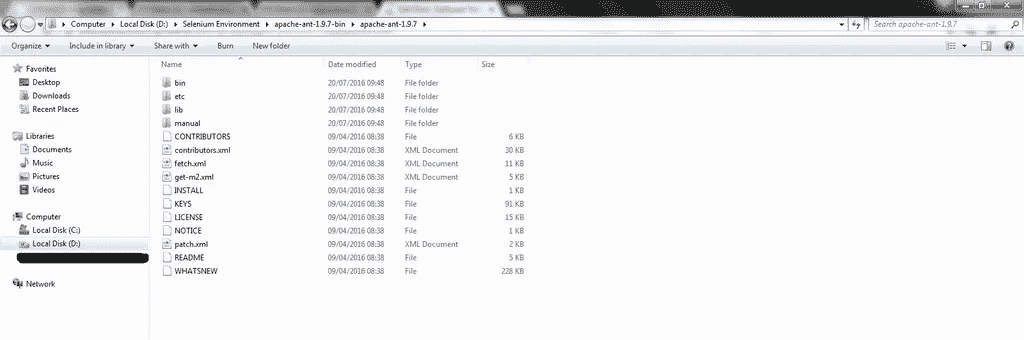 Computer Local Disk (D:) Selenium Environment apache-ant-1.9.7-bin apache-ant-1.9.7 Search apache-ant-1.9.7
Organize Include in library Share with Burn New folder
Favorites
Desktop
Downloads
Recent Places
Libraries
Documents
Music
Pictures
Videos
Computer
Local Disk (C:)
Local Disk (D:)
Network
Name Date modified Type Size
bin 20/07/2016 09:48 File folder
etc 20/07/2016 09:48 File folder
lib 20/07/2016 09:48 File folder
manual 20/07/2016 09:48 File folder
CONTRIBUTORS 09/04/2016 08:38 File 6 KB
contributors.xml 09/04/2016 08:38 XML Document 30 KB
fetch.xml 09/04/2016 08:38 XML Document 11 KB
get-m2.xml 09/04/2016 08:38 XML Document 5 KB
INSTALL 09/04/2016 08:38 File 1 KB
KEYS 09/04/2016 08:38 File 91 KB
LICENSE 09/04/2016 08:38 File 15 KB
NOTICE 09/04/2016 08:38 File 1 KB
patch.xml 09/04/2016 08:38 XML Document 2 KB
README 09/04/2016 08:38 File 5 KB
WHATSNEW 09/04/2016 08:38 File 228 KB